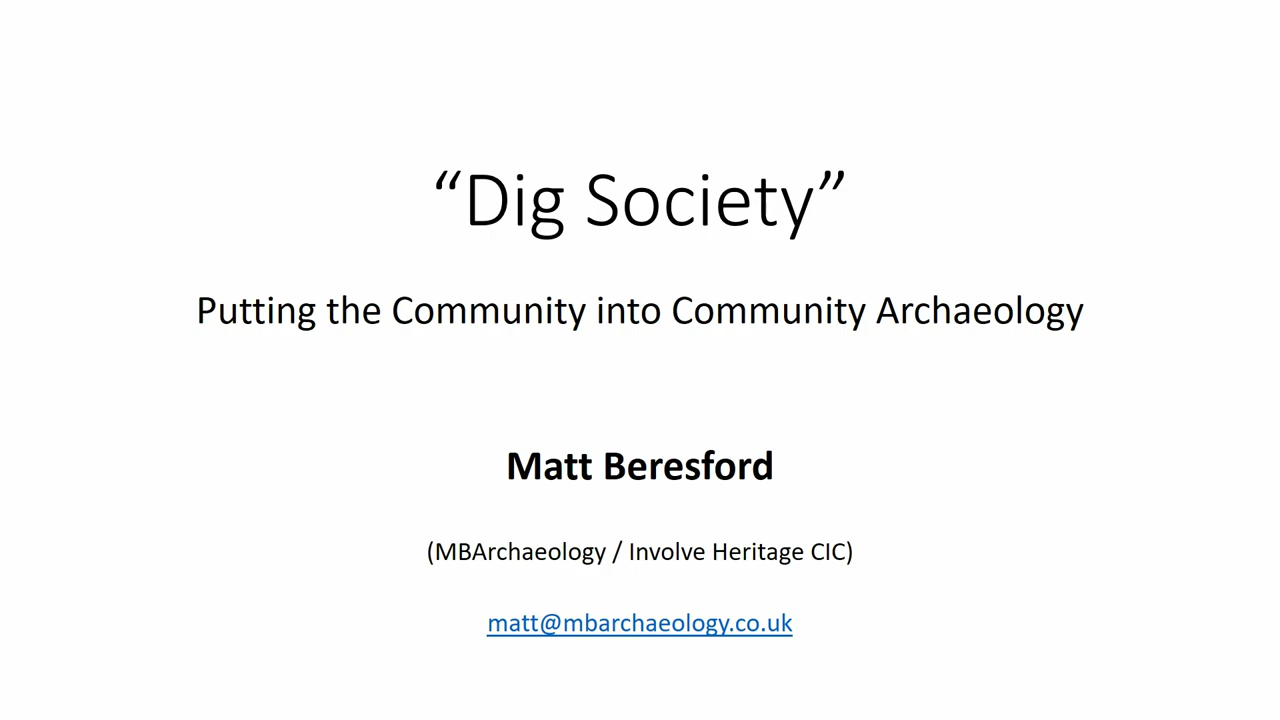 “Dig Society”
Putting the Community into Community Archaeology
Matt Beresford
(MBArchaeology / Involve Heritage CIC)
matt@mbarchaeology.co.uk